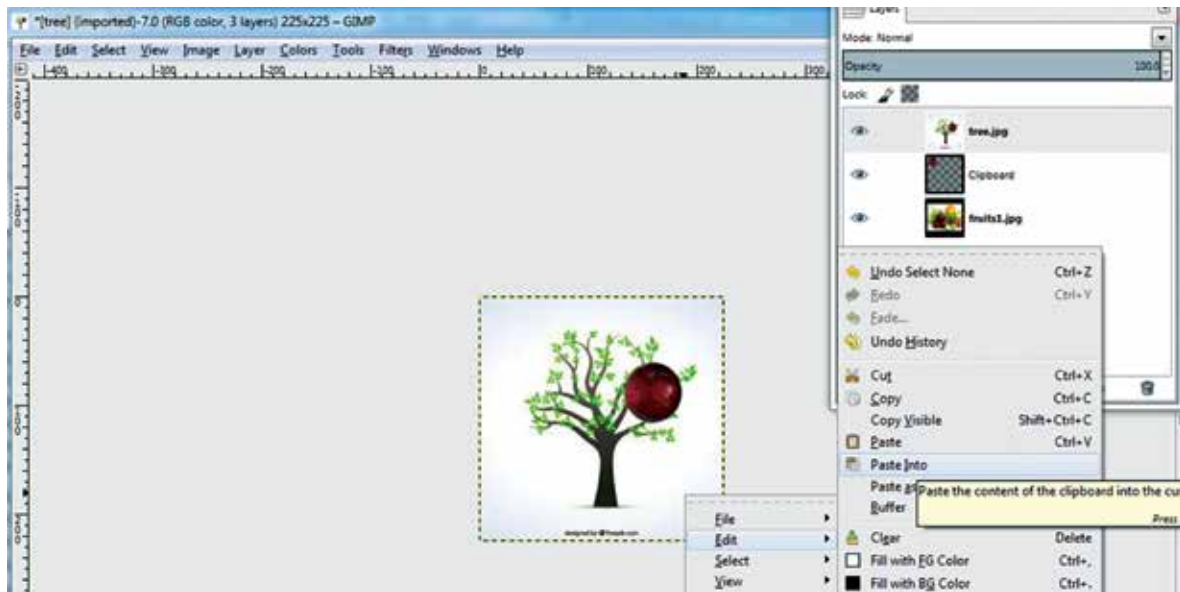 *[tree] (imported)-7.0 (RGB color, 3 layers) 225x225 – GIMP
File Edit Select View Image Layer Colors Tools Filters Windows Help
Layers
Mode: Normal
Opacity 100.0
Lock:
tree.jpg
Clipboard
fruits1.jpg
Undo Select None Ctrl+Z
Redo Ctrl+Y
Fade...
Undo History
Cut Ctrl+X
Copy Ctrl+C
Copy Visible Shift+Ctrl+C
Paste Ctrl+V
Paste Into
Paste as
Paste the content of the clipboard into the cu
Buffer
Press
Clear Delete
Fill with FG Color Ctrl+,
Fill with BG Color Ctrl+.
File
Edit
Select
View